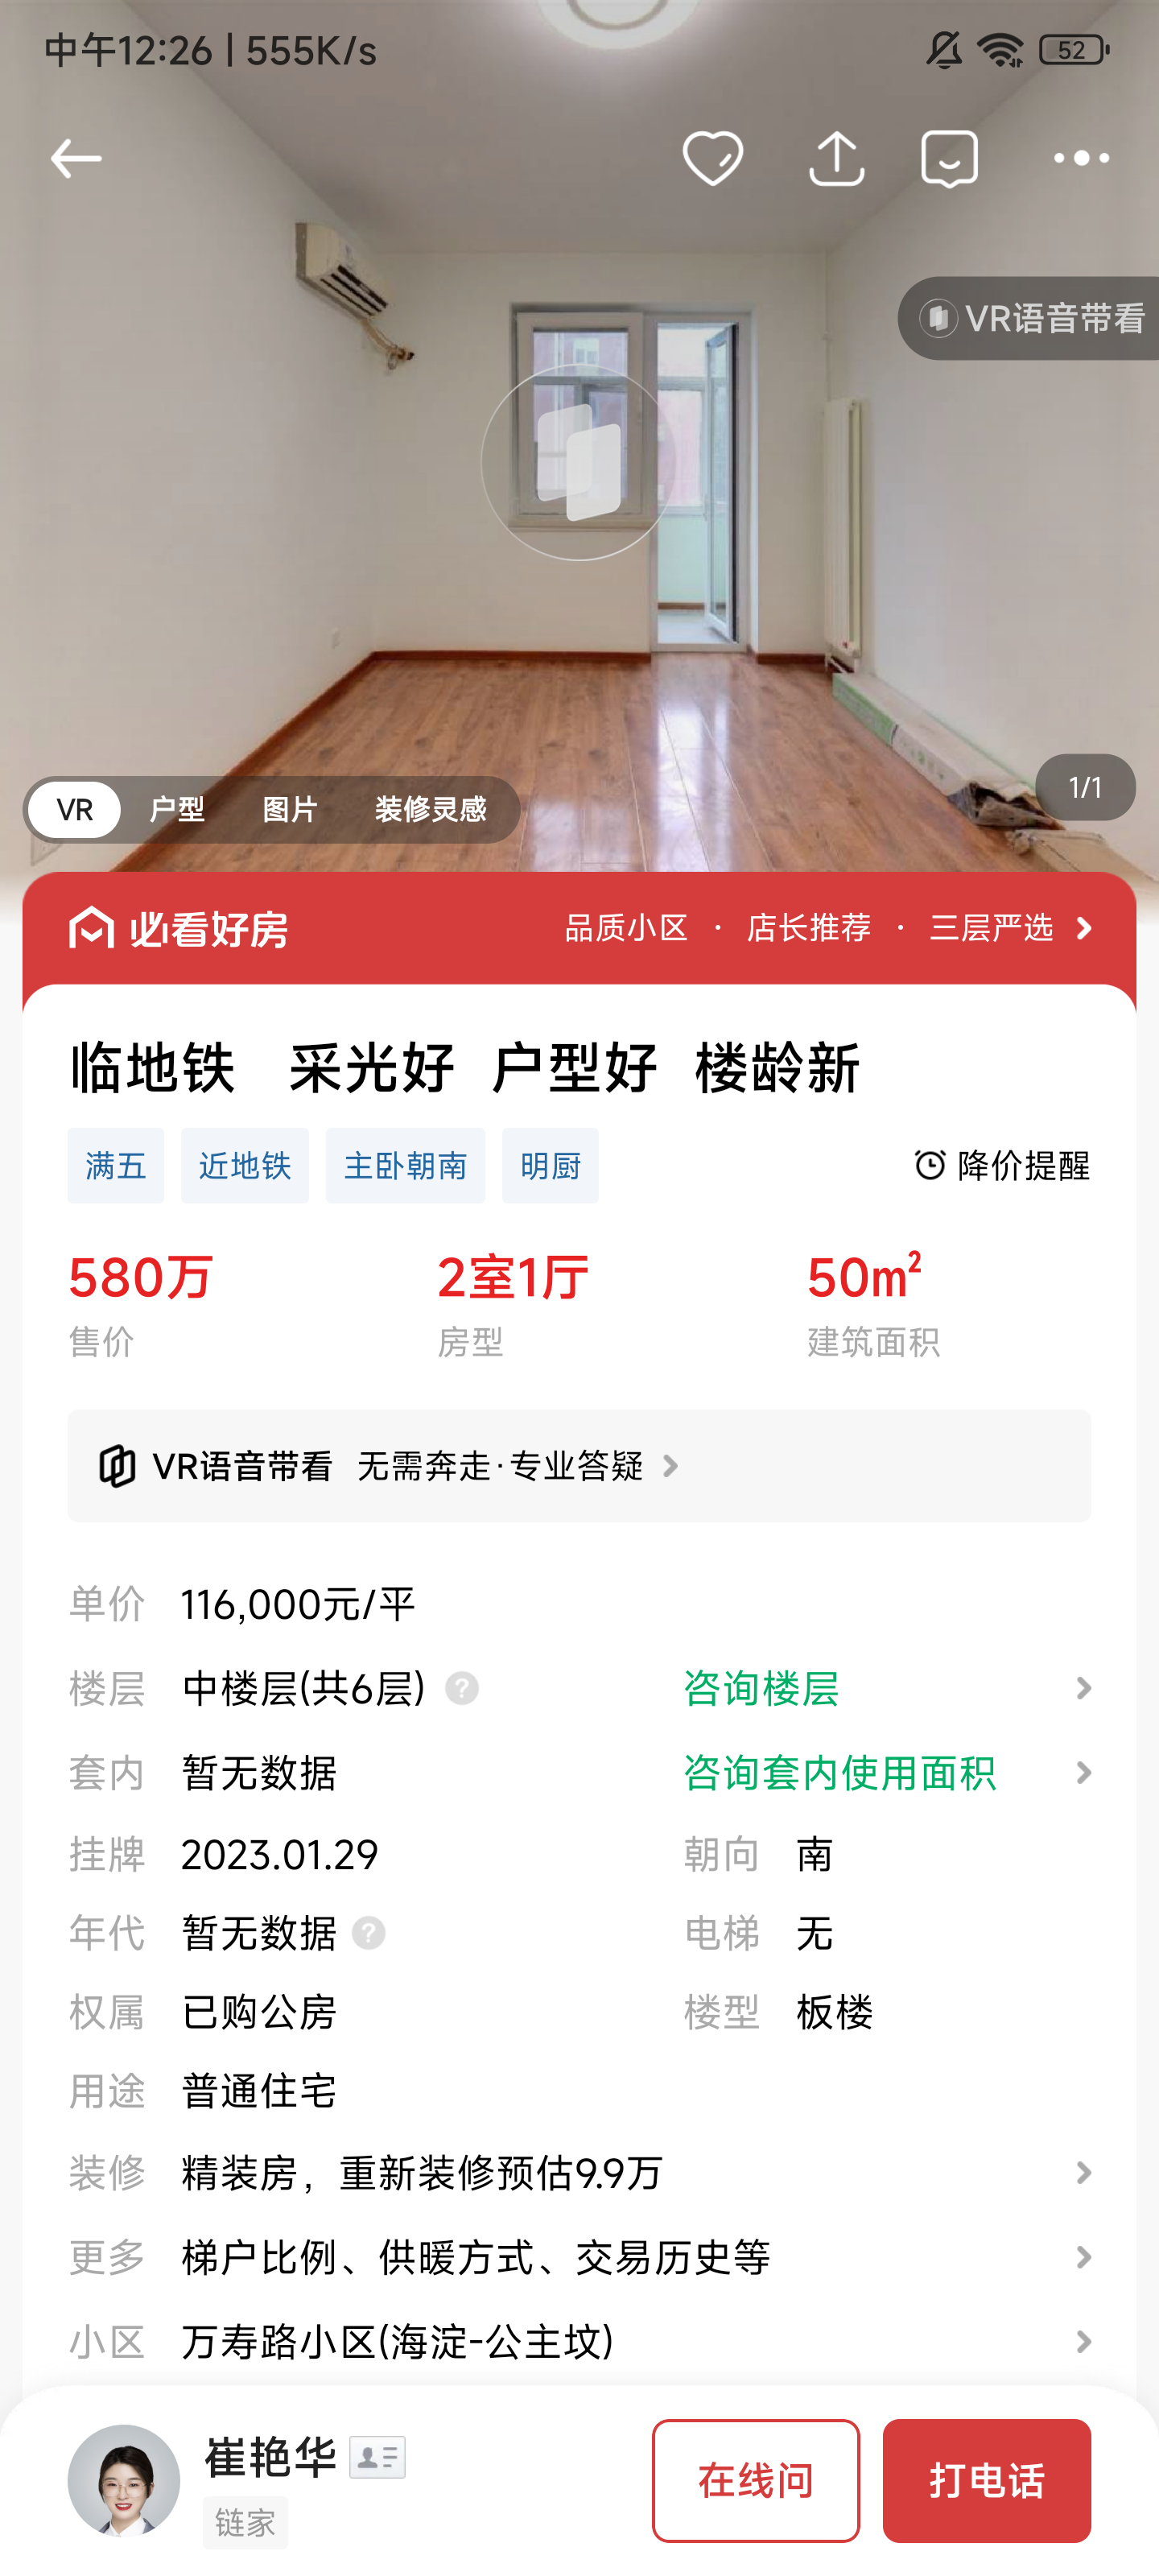 中午12:26 | 555K/s
52
VR语音带看
VR 户型 图片 装修灵感
1/1
必看好房 品质小区 · 店长推荐 · 三层严选
临地铁 采光好 户型好 楼龄新
满五 近地铁 主卧朝南 明厨 降价提醒
580万 2室1厅 50m²
售价 房型 建筑面积
VR语音带看 无需奔走·专业答疑
单价 116,000元/平
楼层 中楼层(共6层) ? 咨询楼层
套内 暂无数据 咨询套内使用面积
挂牌 2023.01.29 朝向 南
年代 暂无数据 ? 电梯 无
权属 已购公房 楼型 板楼
用途 普通住宅
装修 精装房，重新装修预估9.9万
更多 梯户比例、供暖方式、交易历史等
小区 万寿路小区(海淀-公主坟)
崔艳华
链家
在线问 打电话